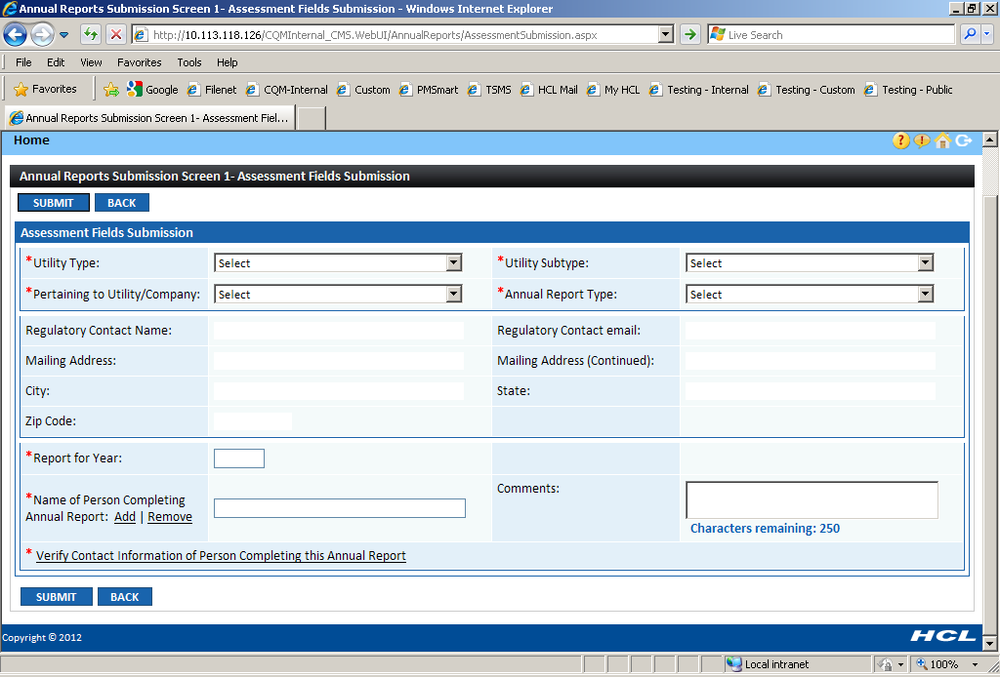 Annual Reports Submission Screen 1- Assessment Fields Submission - Windows Internet Explorer
http://10.113.118.126/CQMInternal_CMS.WebUI/AnnualReports/AssessmentSubmission.aspx
Live Search
File Edit View Favorites Tools Help
Favorites Google Filenet CQM-Internal Custom PMSmart TSMS HCL Mail My HCL Testing - Internal Testing - Custom Testing - Public
Annual Reports Submission Screen 1- Assessment Fiel...
Home
Annual Reports Submission Screen 1- Assessment Fields Submission
SUBMIT BACK
Assessment Fields Submission
*Utility Type: Select *Utility Subtype: Select
*Pertaining to Utility/Company: Select *Annual Report Type: Select
Regulatory Contact Name: Regulatory Contact email:
Mailing Address: Mailing Address (Continued):
City: State:
Zip Code:
*Report for Year:
Comments:
*Name of Person Completing
Annual Report: Add | Remove
Characters remaining: 250
* Verify Contact Information of Person Completing this Annual Report
SUBMIT BACK
Copyright © 2012 HCL
Local intranet 100%